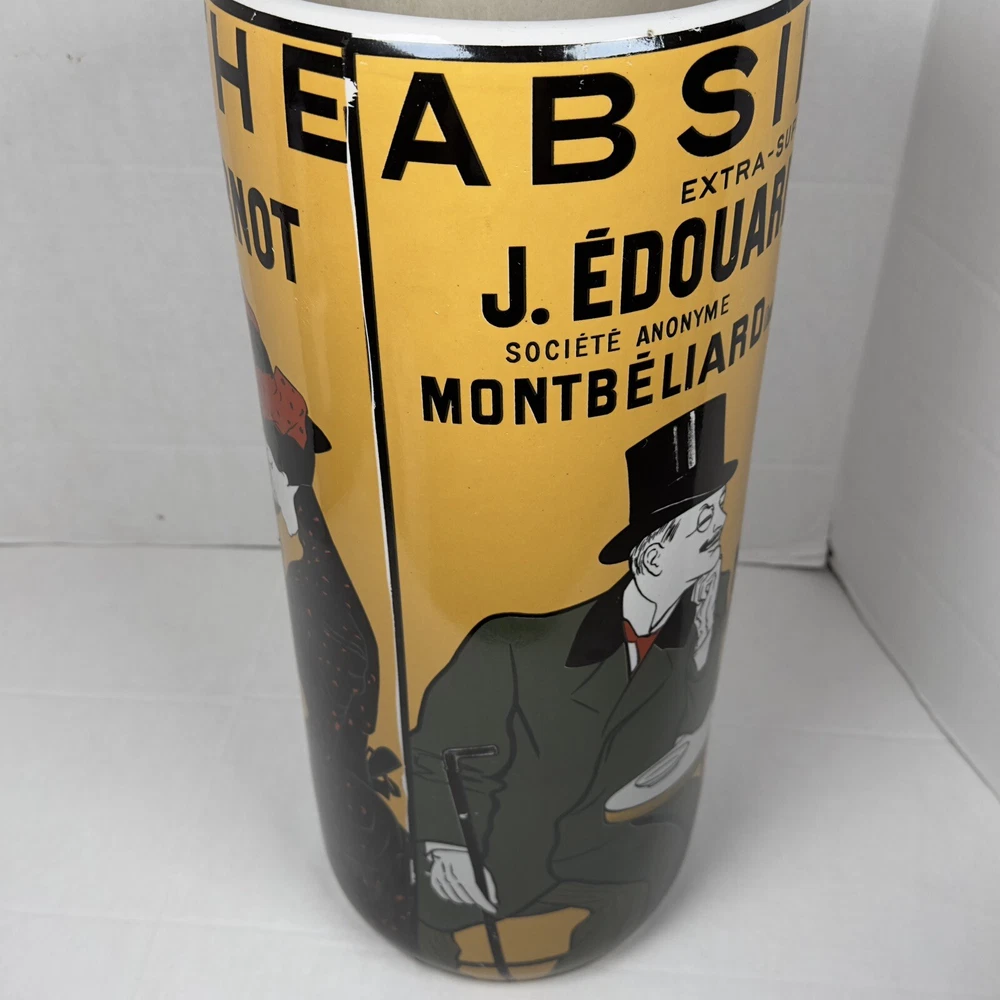 HE ABSI
EXTRA-SU
NOT J. ÉDOUAR
SOCIÉTÉ ANONYME
MONTBÉLIARD